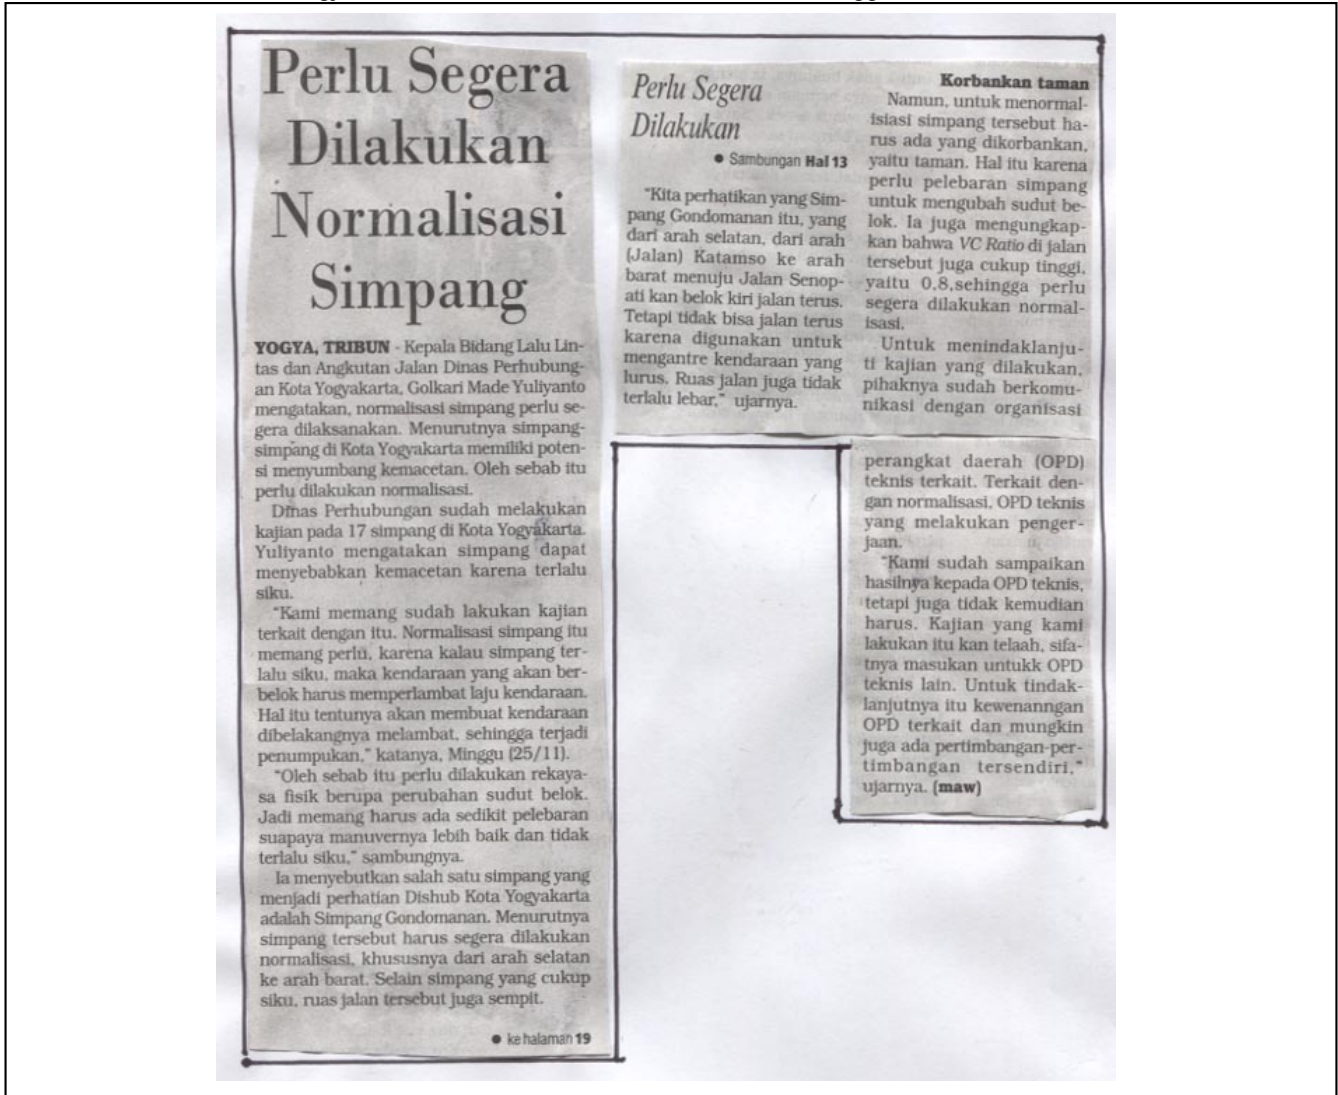 Perlu Segera
Dilakukan
Normalisasi
Simpang
YOGYA, TRIBUN - Kepala Bidang Lalu Lin-
tas dan Angkutan Jalan Dinas Perhubung-
an Kota Yogyakarta, Golkari Made Yuliyanto
mengatakan, normalisasi simpang perlu se-
gera dilaksanakan. Menurutnya simpang-
simpang di Kota Yogyakarta memiliki poten-
si menyumbang kemacetan. Oleh sebab itu
perlu dilakukan normalisasi.
Dinas Perhubungan sudah melakukan
kajian pada 17 simpang di Kota Yogyakarta.
Yuliyanto mengatakan simpang dapat
menyebabkan kemacetan karena terlalu
siku.
"Kami memang sudah lakukan kajian
terkait dengan itu. Normalisasi simpang itu
memang perlu, karena kalau simpang ter-
lalu siku, maka kendaraan yang akan ber-
belok harus memperlambat laju kendaraan.
Hal itu tentunya akan membuat kendaraan
dibelakangnya melambat, sehingga terjadi
penumpukan," katanya, Minggu (25/11).
"Oleh sebab itu perlu dilakukan rekaya-
sa fisik berupa perubahan sudut belok.
Jadi memang harus ada sedikit pelebaran
suapaya manuvernya lebih baik dan tidak
terlalu siku," sambungnya.
Ia menyebutkan salah satu simpang yang
menjadi perhatian Dishub Kota Yogyakarta
adalah Simpang Gondomanan. Menurutnya
simpang tersebut harus segera dilakukan
normalisasi, khususnya dari arah selatan
ke arah barat. Selain simpang yang cukup
siku, ruas jalan tersebut juga sempit.
● ke halaman 19
Perlu Segera
Dilakukan
● Sambungan Hal 13
"Kita perhatikan yang Sim-
pang Gondomanan itu, yang
dari arah selatan, dari arah
(Jalan) Katamso ke arah
barat menuju Jalan Senop-
ati kan belok kiri jalan terus.
Tetapi tidak bisa jalan terus
karena digunakan untuk
mengantre kendaraan yang
lurus. Ruas jalan juga tidak
terlalu lebar," ujarnya.
Korbankan taman
Namun, untuk menormal-
isiasi simpang tersebut ha-
rus ada yang dikorbankan,
yaitu taman. Hal itu karena
perlu pelebaran simpang
untuk mengubah sudut be-
lok. Ia juga mengungkap-
kan bahwa VC Ratio di jalan
tersebut juga cukup tinggi,
yaitu 0,8,sehingga perlu
segera dilakukan normal-
isasi.
Untuk menindaklanju-
ti kajian yang dilakukan,
pihaknya sudah berkomu-
nikasi dengan organisasi
perangkat daerah (OPD)
teknis terkait. Terkait den-
gan normalisasi, OPD teknis
yang melakukan penger-
jaan.
"Kami sudah sampaikan
hasilnya kepada OPD teknis,
tetapi juga tidak kemudian
harus. Kajian yang kami
lakukan itu kan telaah, sifa-
tnya masukan untukk OPD
teknis lain. Untuk tindak-
lanjutnya itu kewenanngan
OPD terkait dan mungkin
juga ada pertimbangan-per-
timbangan tersendiri,"
ujarnya. (maw)